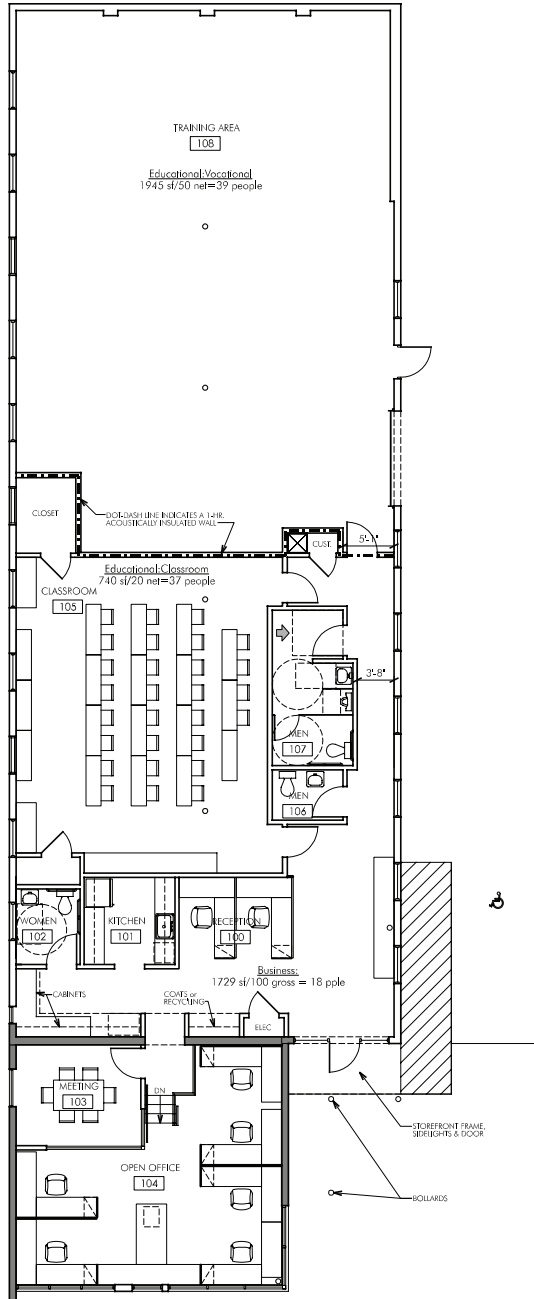 TRAINING AREA
108
Educational:Vocational
1945 sf/50 net=39 people
CLOSET
DOT-DASH LINE INDICATES A 1-HR.
ACOUSTICALLY INSULATED WALL
CUST.
5'-1"
Educational:Classroom
740 sf/20 net=37 people
CLASSROOM
105
3'-8"
MEN
107
MEN
106
WOMEN
102
KITCHEN
101
RECEPTION
100
Business:
1729 sf/100 gross = 18 pple
CABINETS
COATS or
RECYCLING
ELEC
MEETING
103
DN
STOREFRONT FRAME,
SIDELIGHTS & DOOR
OPEN OFFICE
104
BOLLARDS